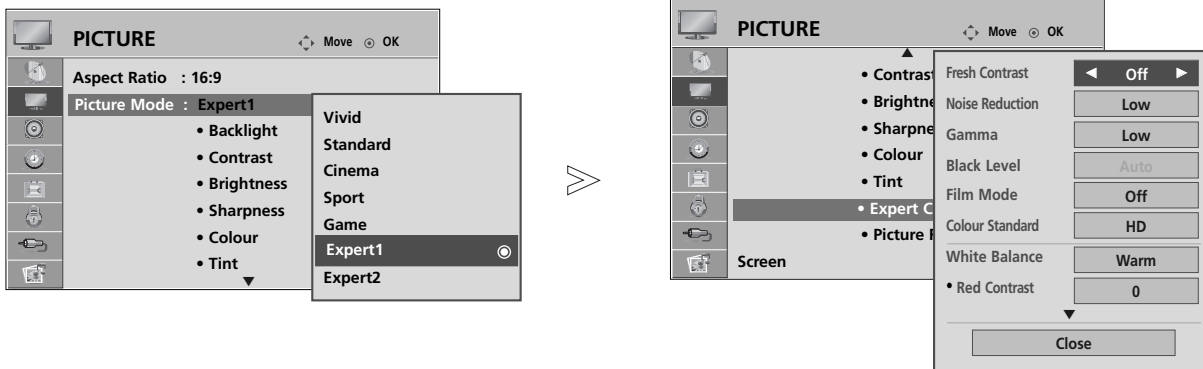 PICTURE
Move OK
Aspect Ratio : 16:9
Picture Mode : Expert1
• Backlight
• Contrast
• Brightness
• Sharpness
• Colour
• Tint
Vivid
Standard
Cinema
Sport
Game
Expert1
Expert2
PICTURE
Move OK
• Contrast
• Brightne
• Sharpne
• Colour
• Tint
• Expert C
• Picture
Screen
Fresh Contrast Off
Noise Reduction Low
Gamma Low
Black Level Auto
Film Mode Off
Colour Standard HD
White Balance Warm
• Red Contrast 0
Close